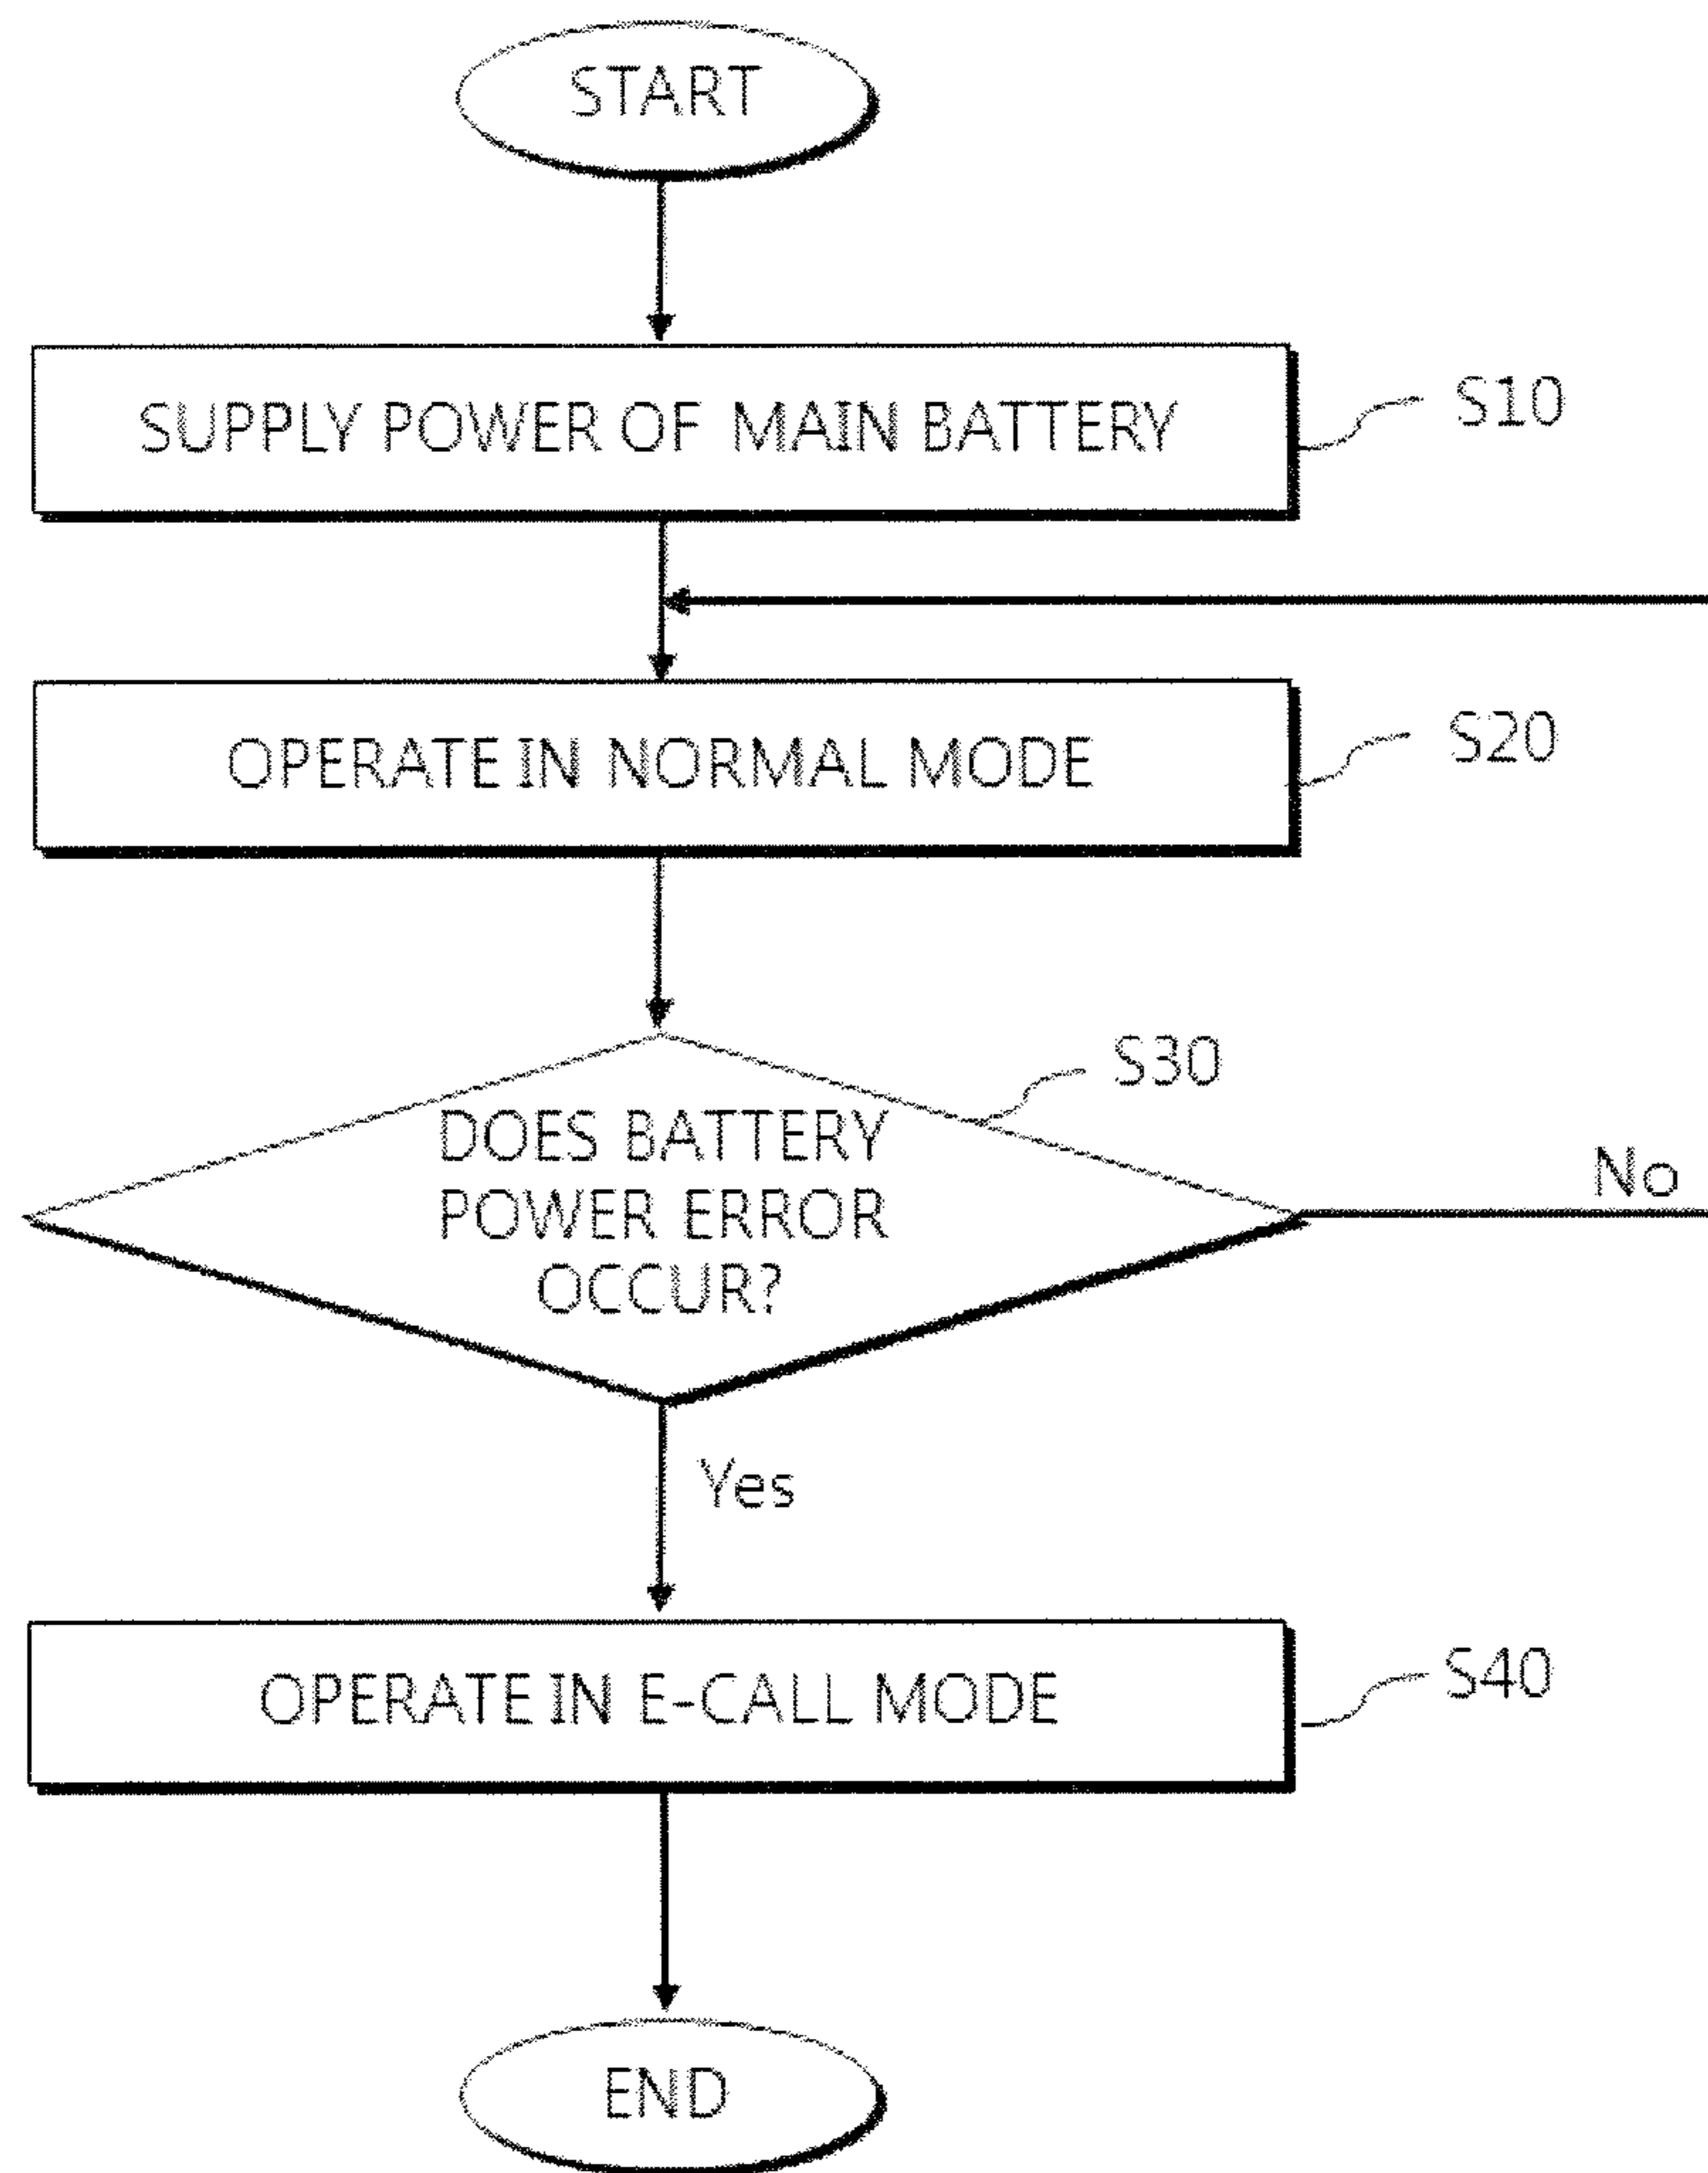 START
SUPPLY POWER OF MAIN BATTERY
S10
OPERATE IN NORMAL MODE
S20
S30
DOES BATTERY
POWER ERROR
OCCUR?
No
Yes
OPERATE IN E-CALL MODE
S40
END